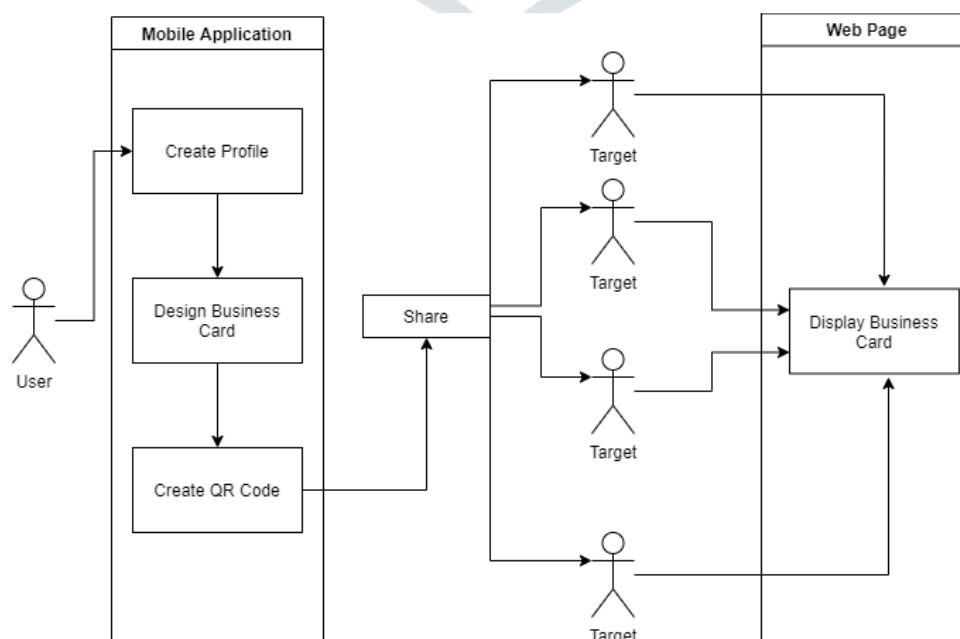 Mobile Application
Web Page
Create Profile
Target
Target
Design Business
Card
Share
Display Business
Card
User
Target
Create QR Code
Target